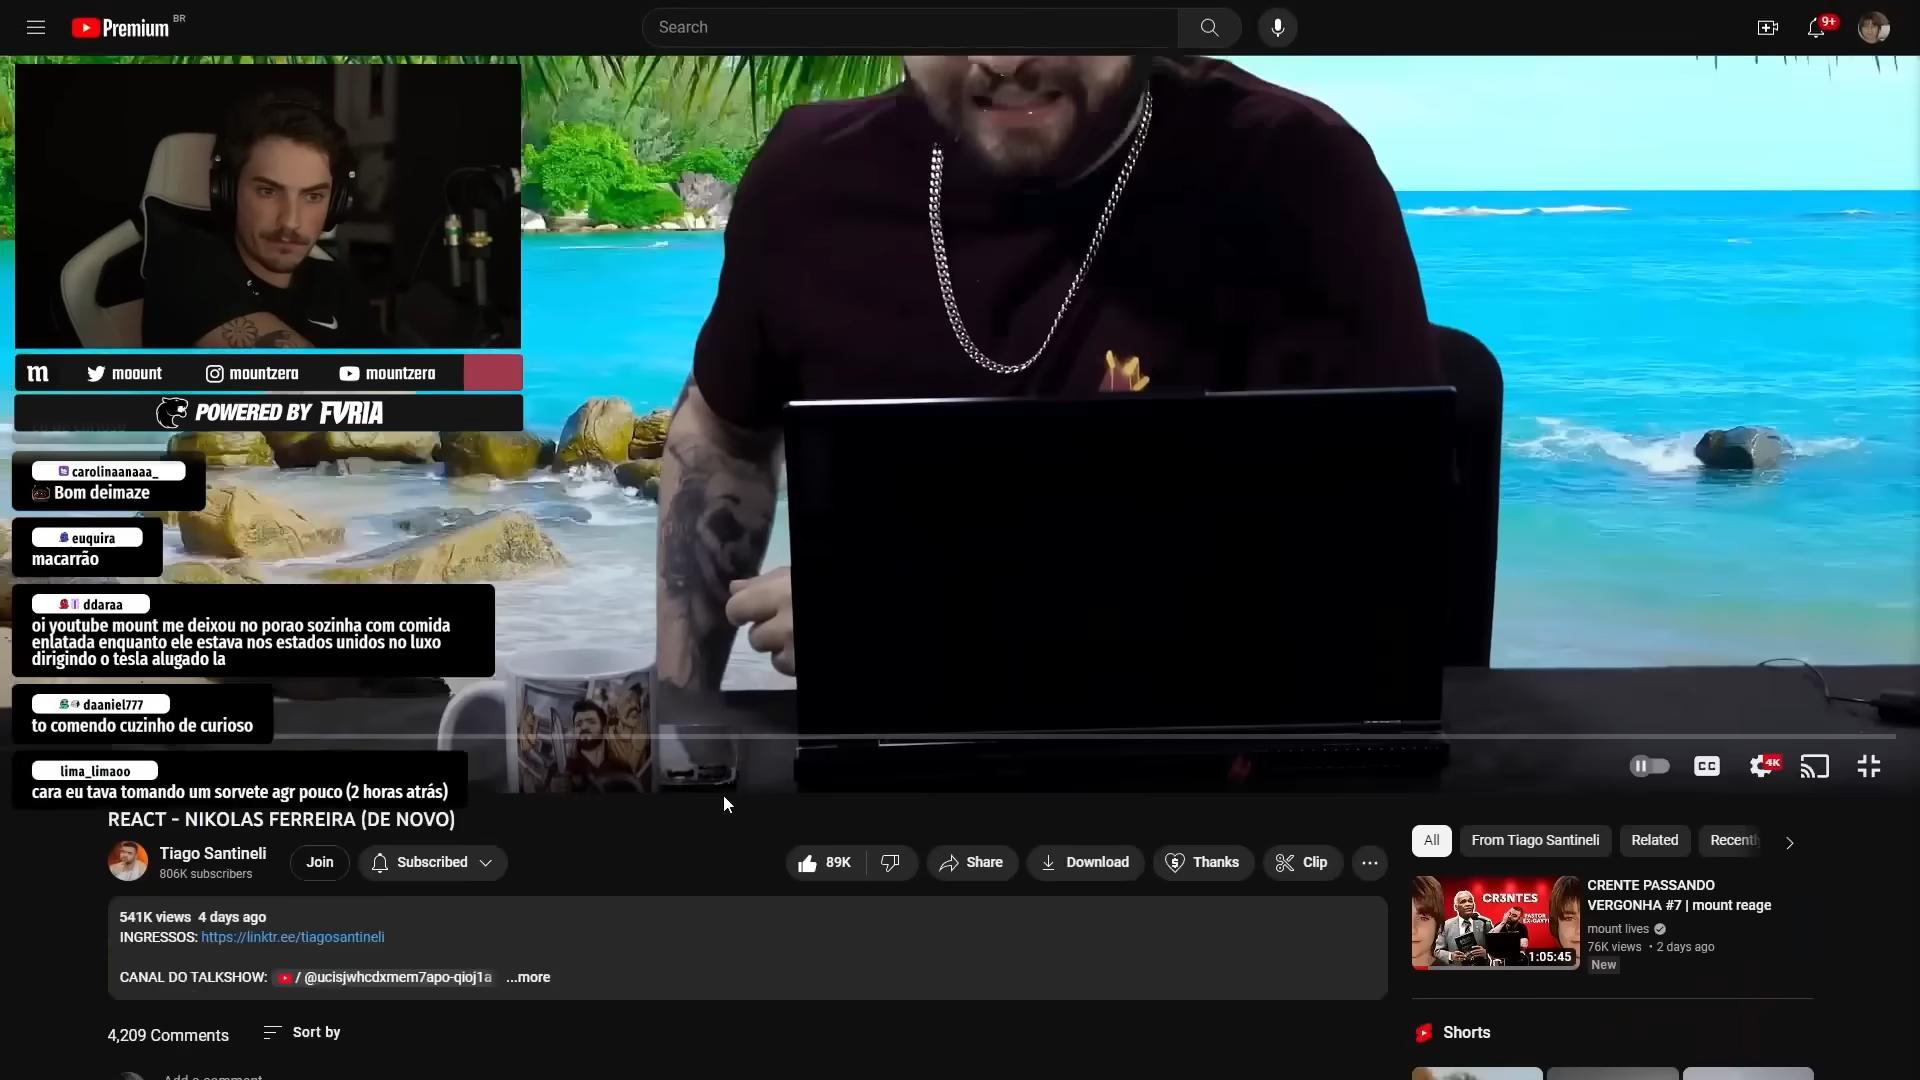 Premium BR
Search
9+
m moount mountzera mountzera
POWERED BY FVRIA
carolinaanaaa_
Bom deimaze
euquira
macarrão
ddaraa
oi youtube mount me deixou no porao sozinha com comida
enlatada enquanto ele estava nos estados unidos no luxo
dirigindo o tesla alugado la
daaniel777
to comendo cuzinho de curioso
lima_limaoo
cara eu tava tomando um sorvete agr pouco (2 horas atrás)
CC
4K
REACT - NIKOLAS FERREIRA (DE NOVO)
Tiago Santineli
806K subscribers
Join
Subscribed
89K
Share
Download
Thanks
Clip
541K views 4 days ago
INGRESSOS: https://linktr.ee/tiagosantineli
CANAL DO TALKSHOW: / @ucisjwhcdxmem7apo-qioj1a ...more
4,209 Comments
Sort by
All
From Tiago Santineli
Related
CR3NTES
PASTOR
EX-GAY
1:05:45
CRENTE PASSANDO
VERGONHA #7 | mount reage
mount lives
76K views • 2 days ago
New
Shorts